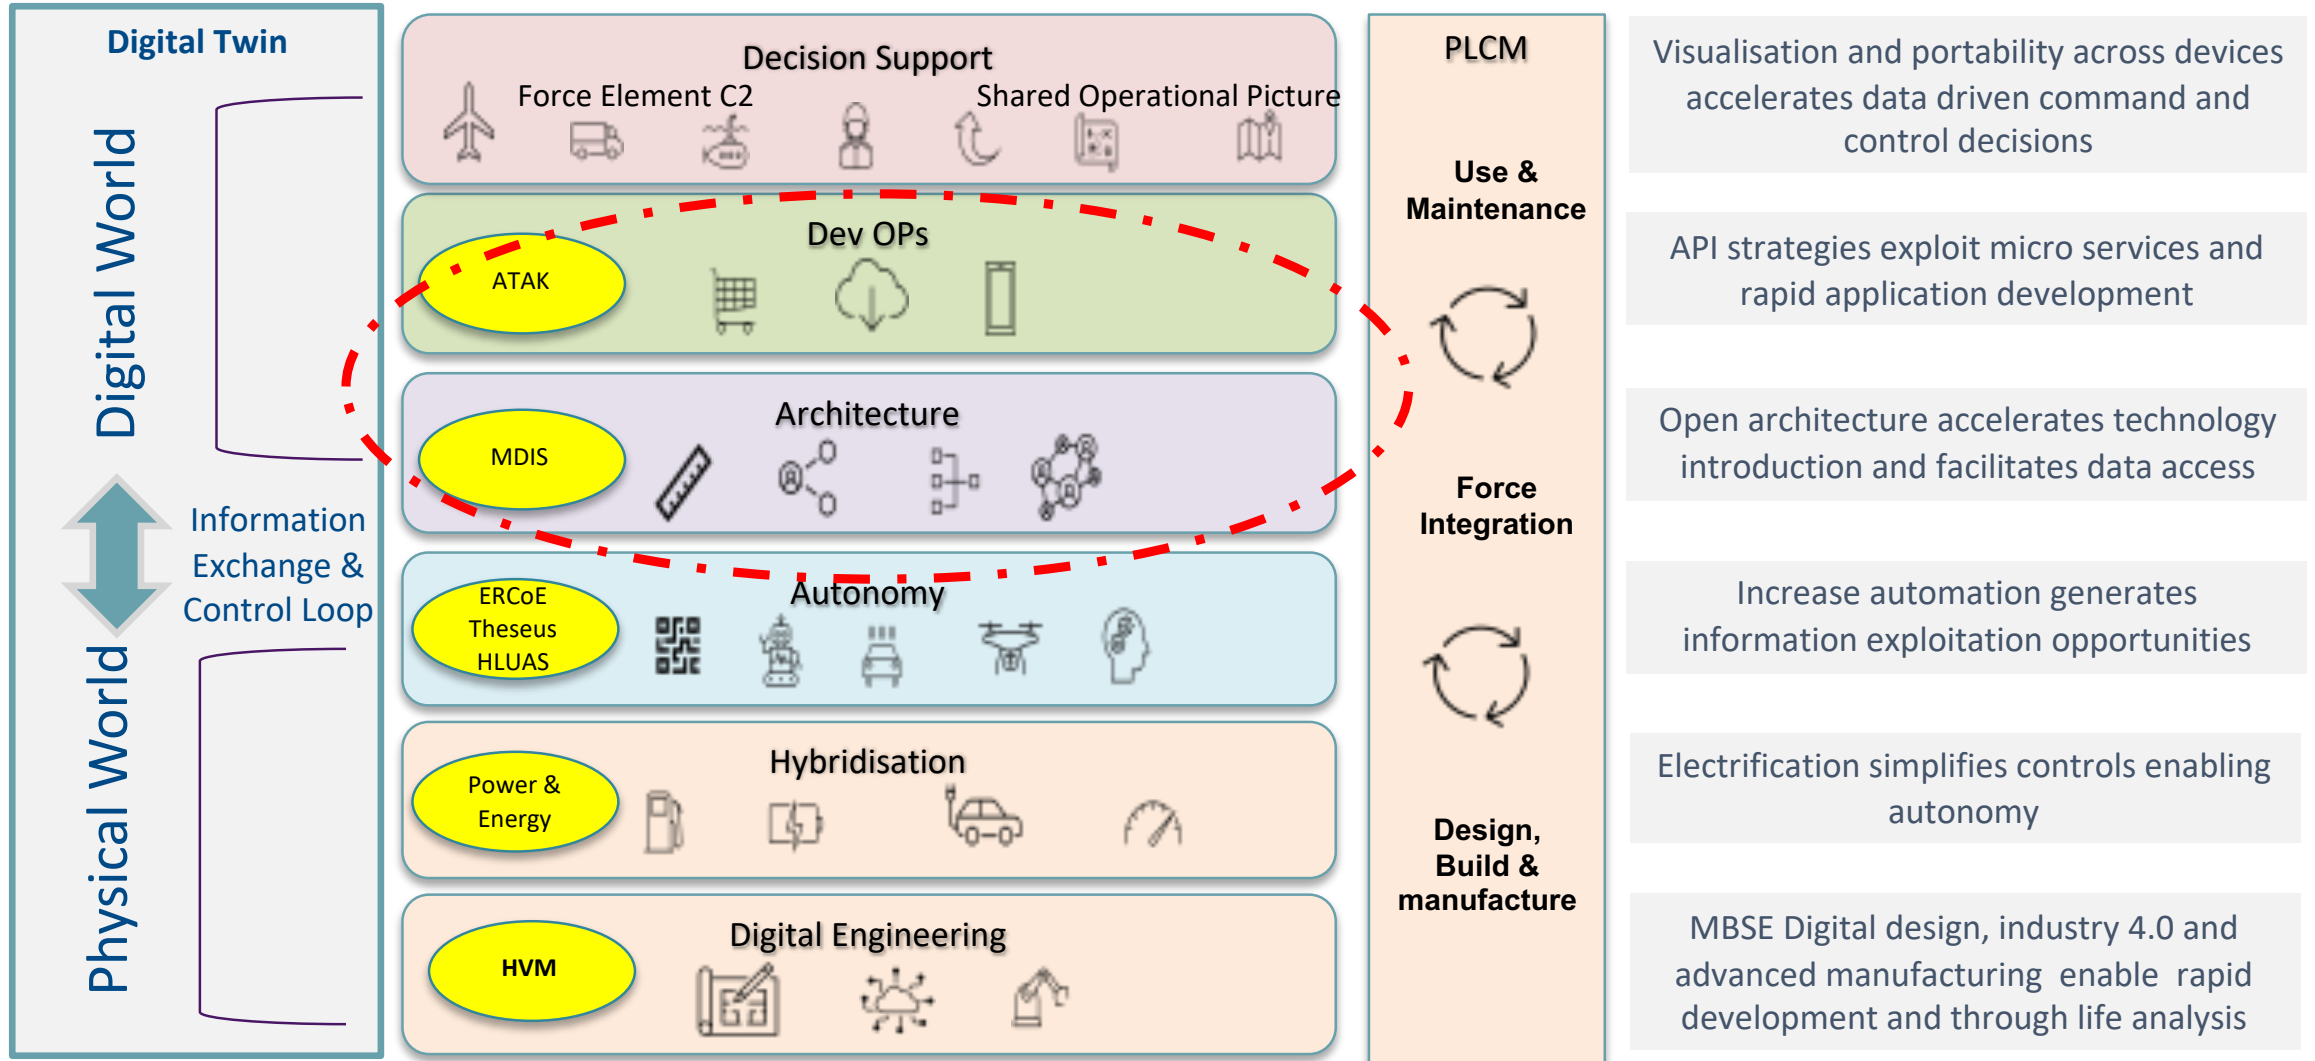 Digital Twin
Digital World
Information
Exchange &
Control Loop
Physical World
Decision Support
Force Element C2
Shared Operational Picture
Dev OPs
ATAK
Architecture
MDIS
Autonomy
ERCoE
Theseus
HLUAS
Hybridisation
Power &
Energy
Digital Engineering
HVM
PLCM
Use &
Maintenance
Force
Integration
Design,
Build &
manufacture
Visualisation and portability across devices
accelerates data driven command and
control decisions
API strategies exploit micro services and
rapid application development
Open architecture accelerates technology
introduction and facilitates data access
Increase automation generates
information exploitation opportunities
Electrification simplifies controls enabling
autonomy
MBSE Digital design, industry 4.0 and
advanced manufacturing enable rapid
development and through life analysis